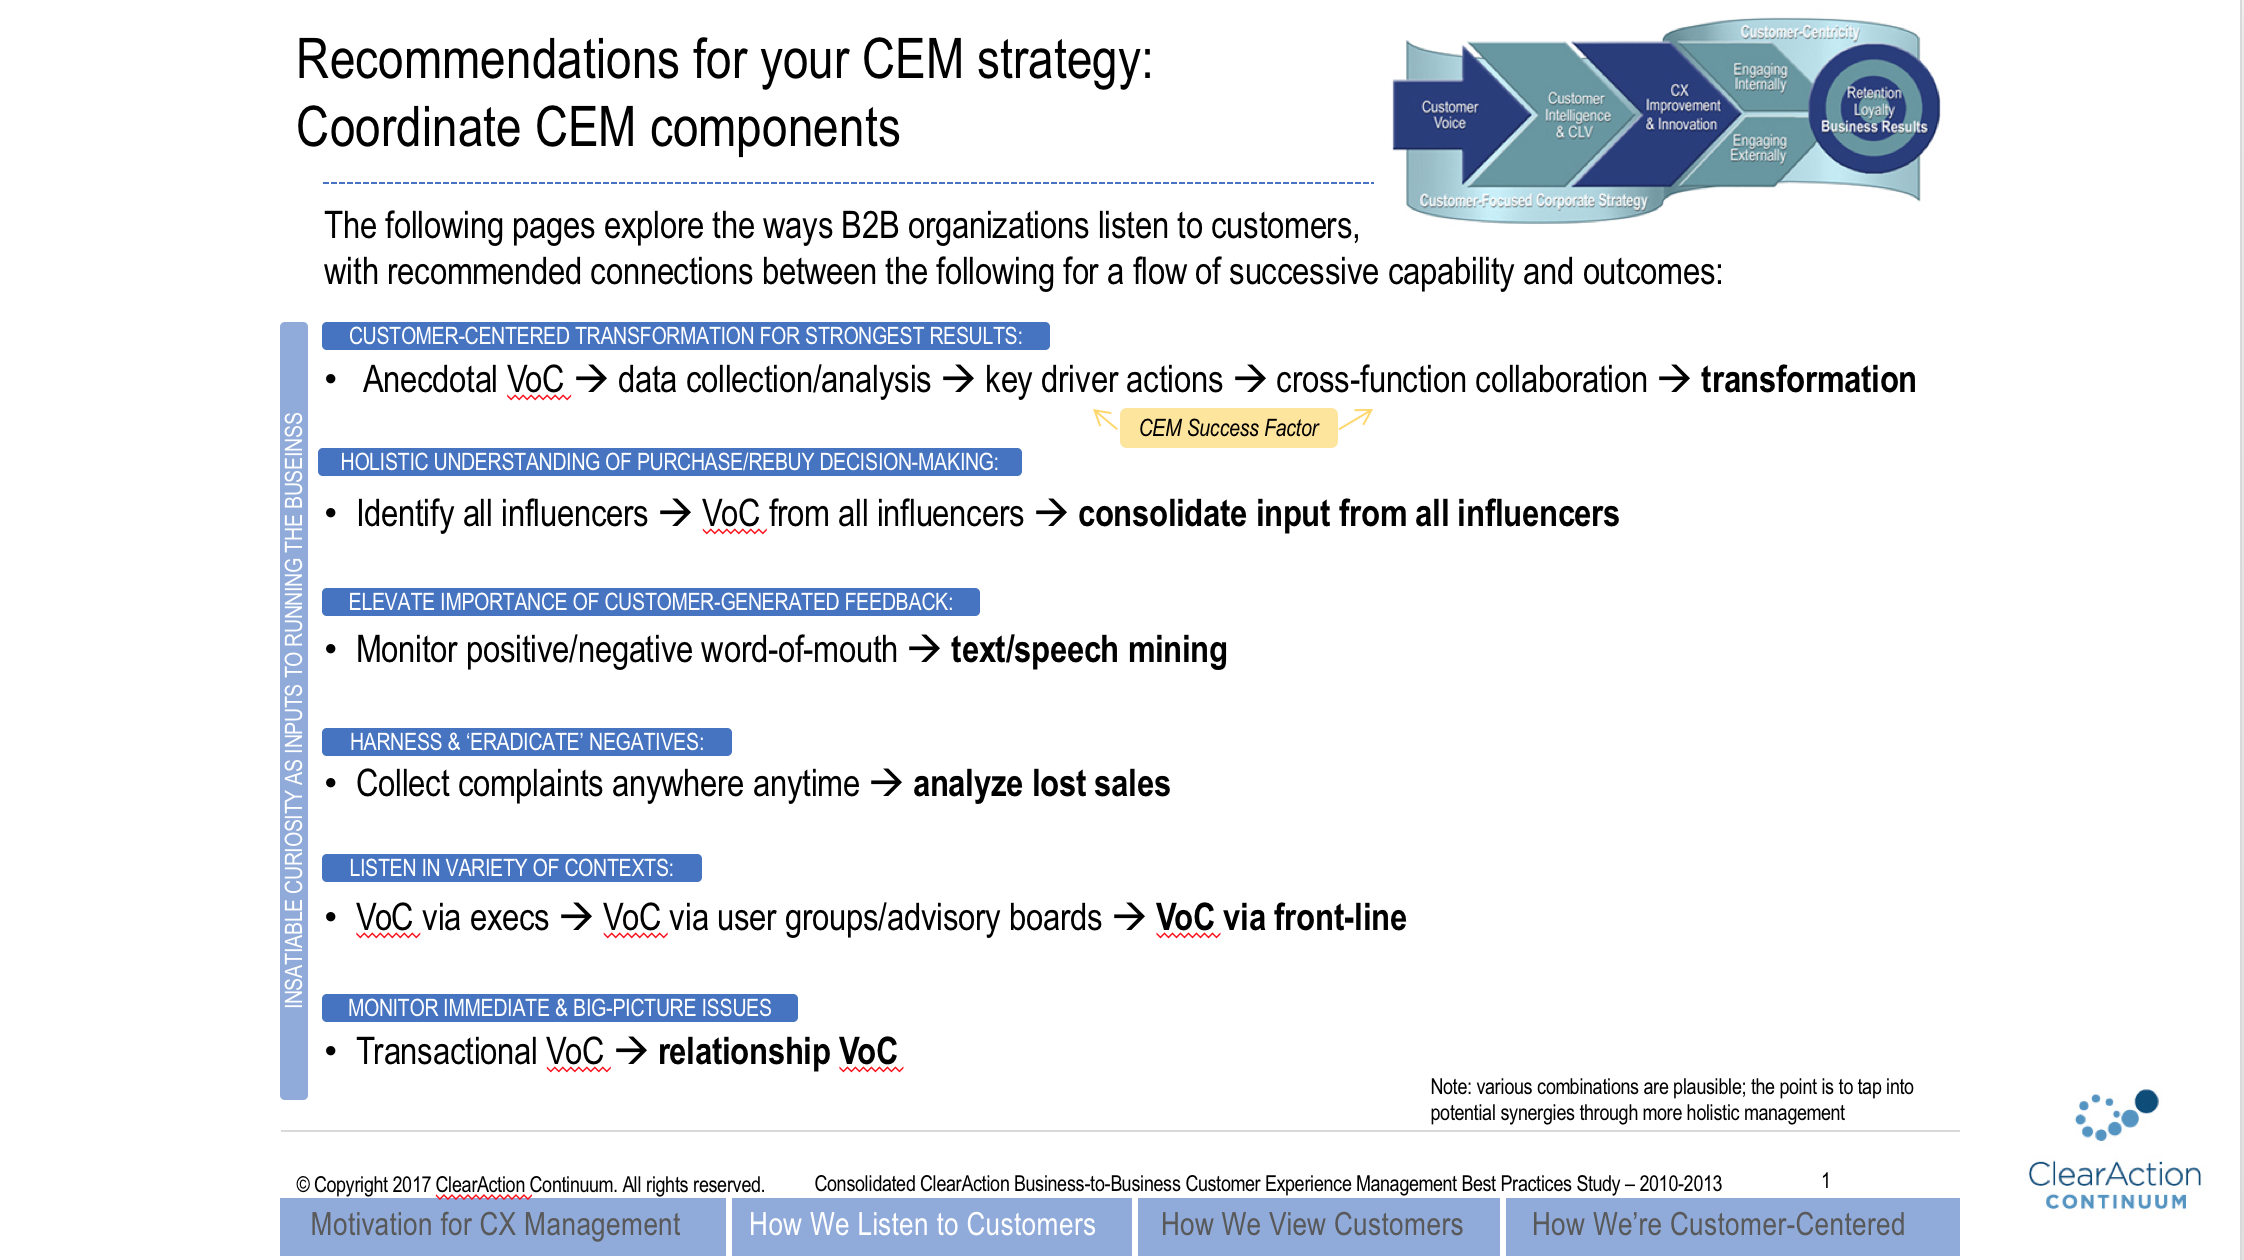 Recommendations for your CEM strategy:
Coordinate CEM components
Customer-Centricity
Customer
Voice
Customer
Intelligence
& CLV
CX
Improvement
& Innovation
Engaging
Internally
Engaging
Externally
Retention
Loyalty
Business Results
Customer-Focused Corporate Strategy
The following pages explore the ways B2B organizations listen to customers,
with recommended connections between the following for a flow of successive capability and outcomes:
INSATIABLE CURIOSITY AS INPUTS TO RUNNING THE BUSEINSS
CUSTOMER-CENTERED TRANSFORMATION FOR STRONGEST RESULTS:
• Anecdotal VoC → data collection/analysis → key driver actions → cross-function collaboration → transformation
CEM Success Factor
HOLISTIC UNDERSTANDING OF PURCHASE/REBUY DECISION-MAKING:
• Identify all influencers → VoC from all influencers → consolidate input from all influencers
ELEVATE IMPORTANCE OF CUSTOMER-GENERATED FEEDBACK:
• Monitor positive/negative word-of-mouth → text/speech mining
HARNESS & ‘ERADICATE’ NEGATIVES:
• Collect complaints anywhere anytime → analyze lost sales
LISTEN IN VARIETY OF CONTEXTS:
• VoC via execs → VoC via user groups/advisory boards → VoC via front-line
MONITOR IMMEDIATE & BIG-PICTURE ISSUES
• Transactional VoC → relationship VoC
Note: various combinations are plausible; the point is to tap into
potential synergies through more holistic management
© Copyright 2017 ClearAction Continuum. All rights reserved.
Consolidated ClearAction Business-to-Business Customer Experience Management Best Practices Study – 2010-2013
1
ClearAction
CONTINUUM
Motivation for CX Management
How We Listen to Customers
How We View Customers
How We’re Customer-Centered